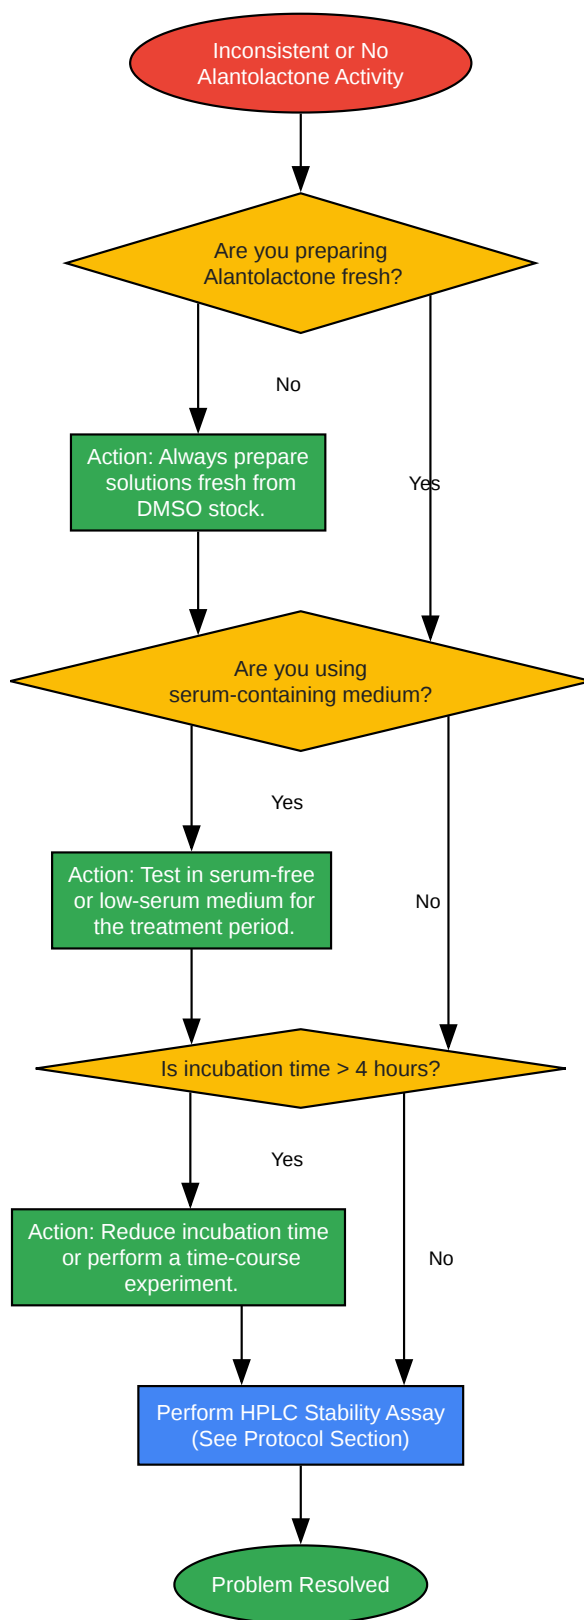 Inconsistent or No
Alantolactone Activity
Are you preparing
Alantolactone fresh?
No
Action: Always prepare
solutions fresh from
DMSO stock.
Yes
Are you using
serum-containing medium?
Yes
Action: Test in serum-free
or low-serum medium for
the treatment period.
No
Is incubation time > 4 hours?
Yes
Action: Reduce incubation time
or perform a time-course
experiment.
No
Perform HPLC Stability Assay
(See Protocol Section)
Problem Resolved